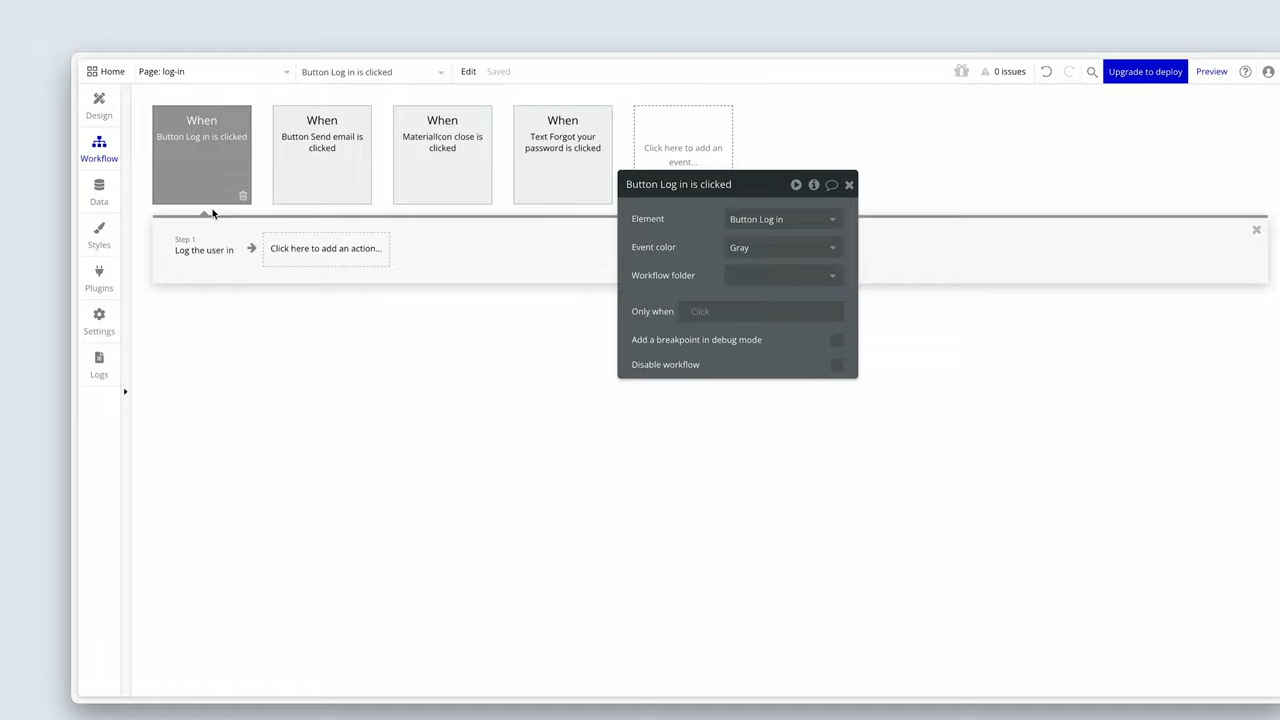 Home
Page: log-in
Button Log in is clicked
Edit
Saved
0 issues
Upgrade to deploy
Preview
Design
Workflow
Data
Styles
Plugins
Settings
Logs
When
Button Log in is clicked
When
Button Send email is
clicked
When
MaterialIcon close is
clicked
When
Text Forgot your
password is clicked
Click here to add an
event...
Step 1
Log the user in
Click here to add an action...
Button Log in is clicked
Element
Button Log in
Event color
Gray
Workflow folder
Only when
Click
Add a breakpoint in debug mode
Disable workflow